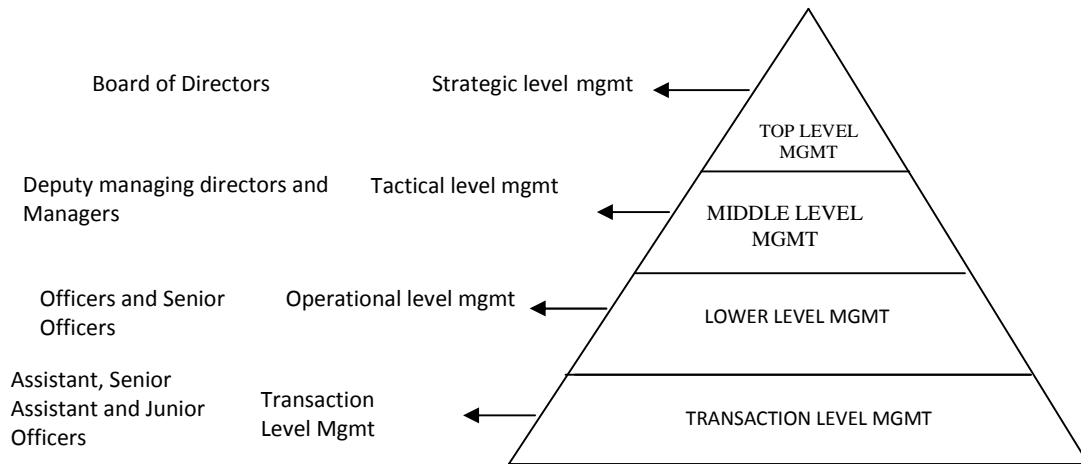 Board of Directors
Strategic level mgmt
TOP LEVEL
MGMT
Deputy managing directors and
Managers
Tactical level mgmt
MIDDLE LEVEL
MGMT
Officers and Senior
Officers
Operational level mgmt
LOWER LEVEL MGMT
Assistant, Senior
Assistant and Junior
Officers
Transaction
Level Mgmt
TRANSACTION LEVEL MGMT